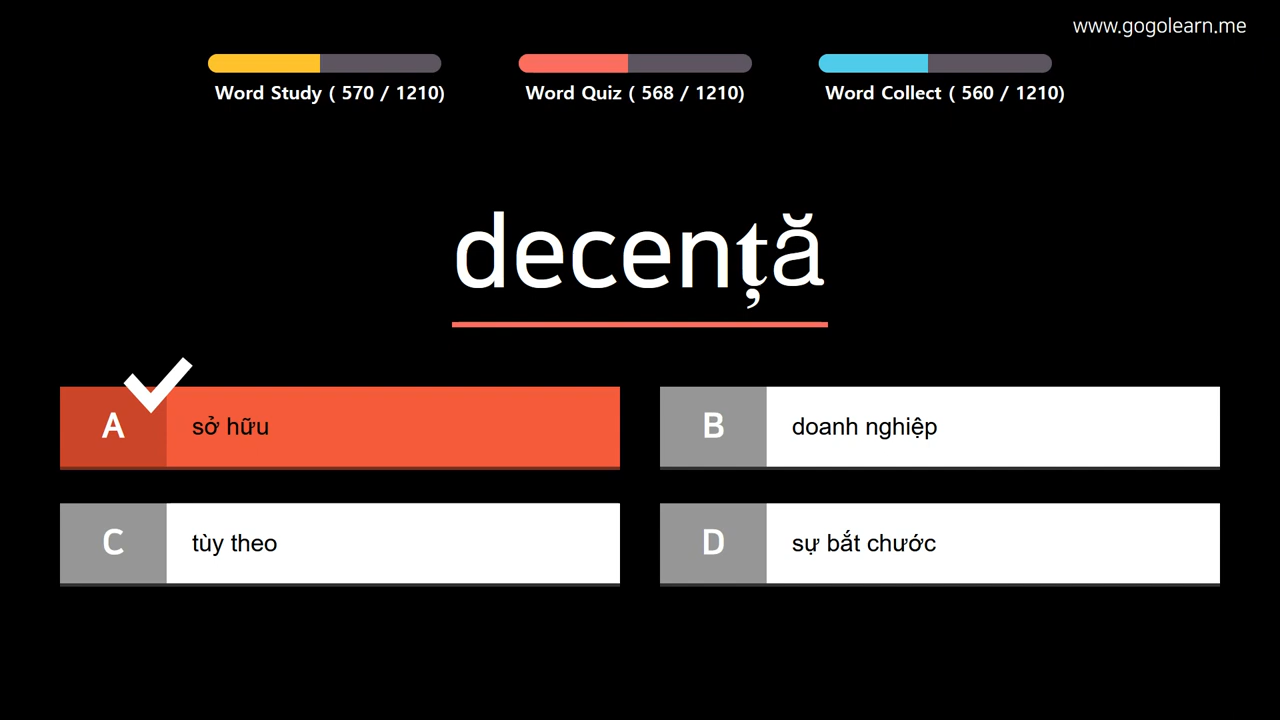 www.gogolearn.me
Word Study ( 570 / 1210)
Word Quiz ( 568 / 1210)
Word Collect ( 560 / 1210)
decență
A sở hữu
B doanh nghiệp
C tùy theo
D sự bắt chước